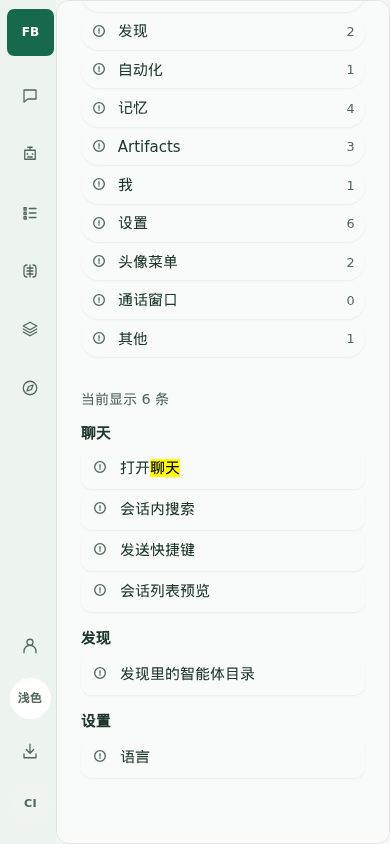 FB
浅色
CI
发现 2
自动化 1
记忆 4
Artifacts 3
我 1
设置 6
头像菜单 2
通话窗口 0
其他 1
当前显示 6 条
聊天
打开聊天
会话内搜索
发送快捷键
会话列表预览
发现
发现里的智能体目录
设置
语言